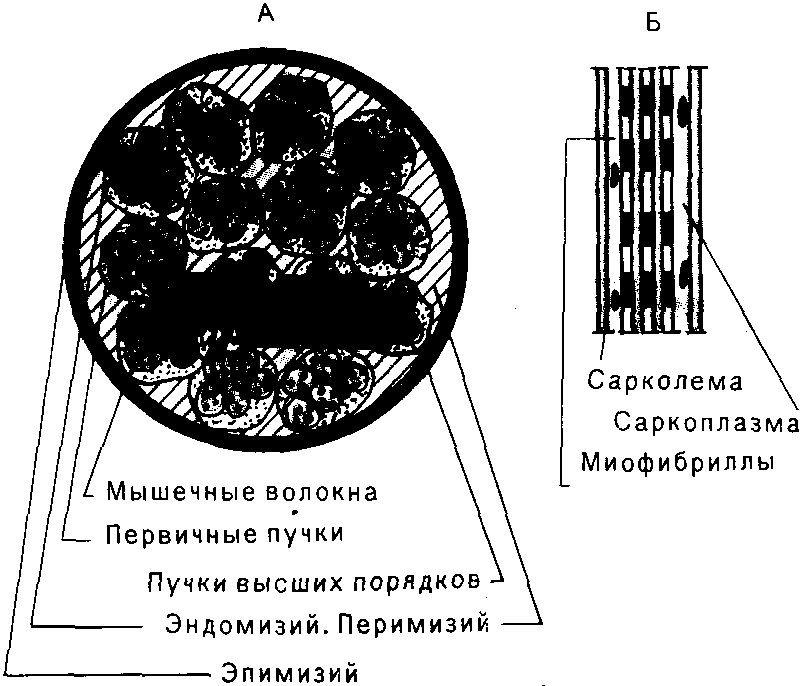 А
Б
Сарколема
Саркоплазма
Миофибриллы
Мышечные волокна
Первичные пучки
Пучки высших порядков
Эндомизий. Перимизий
Эпимизий